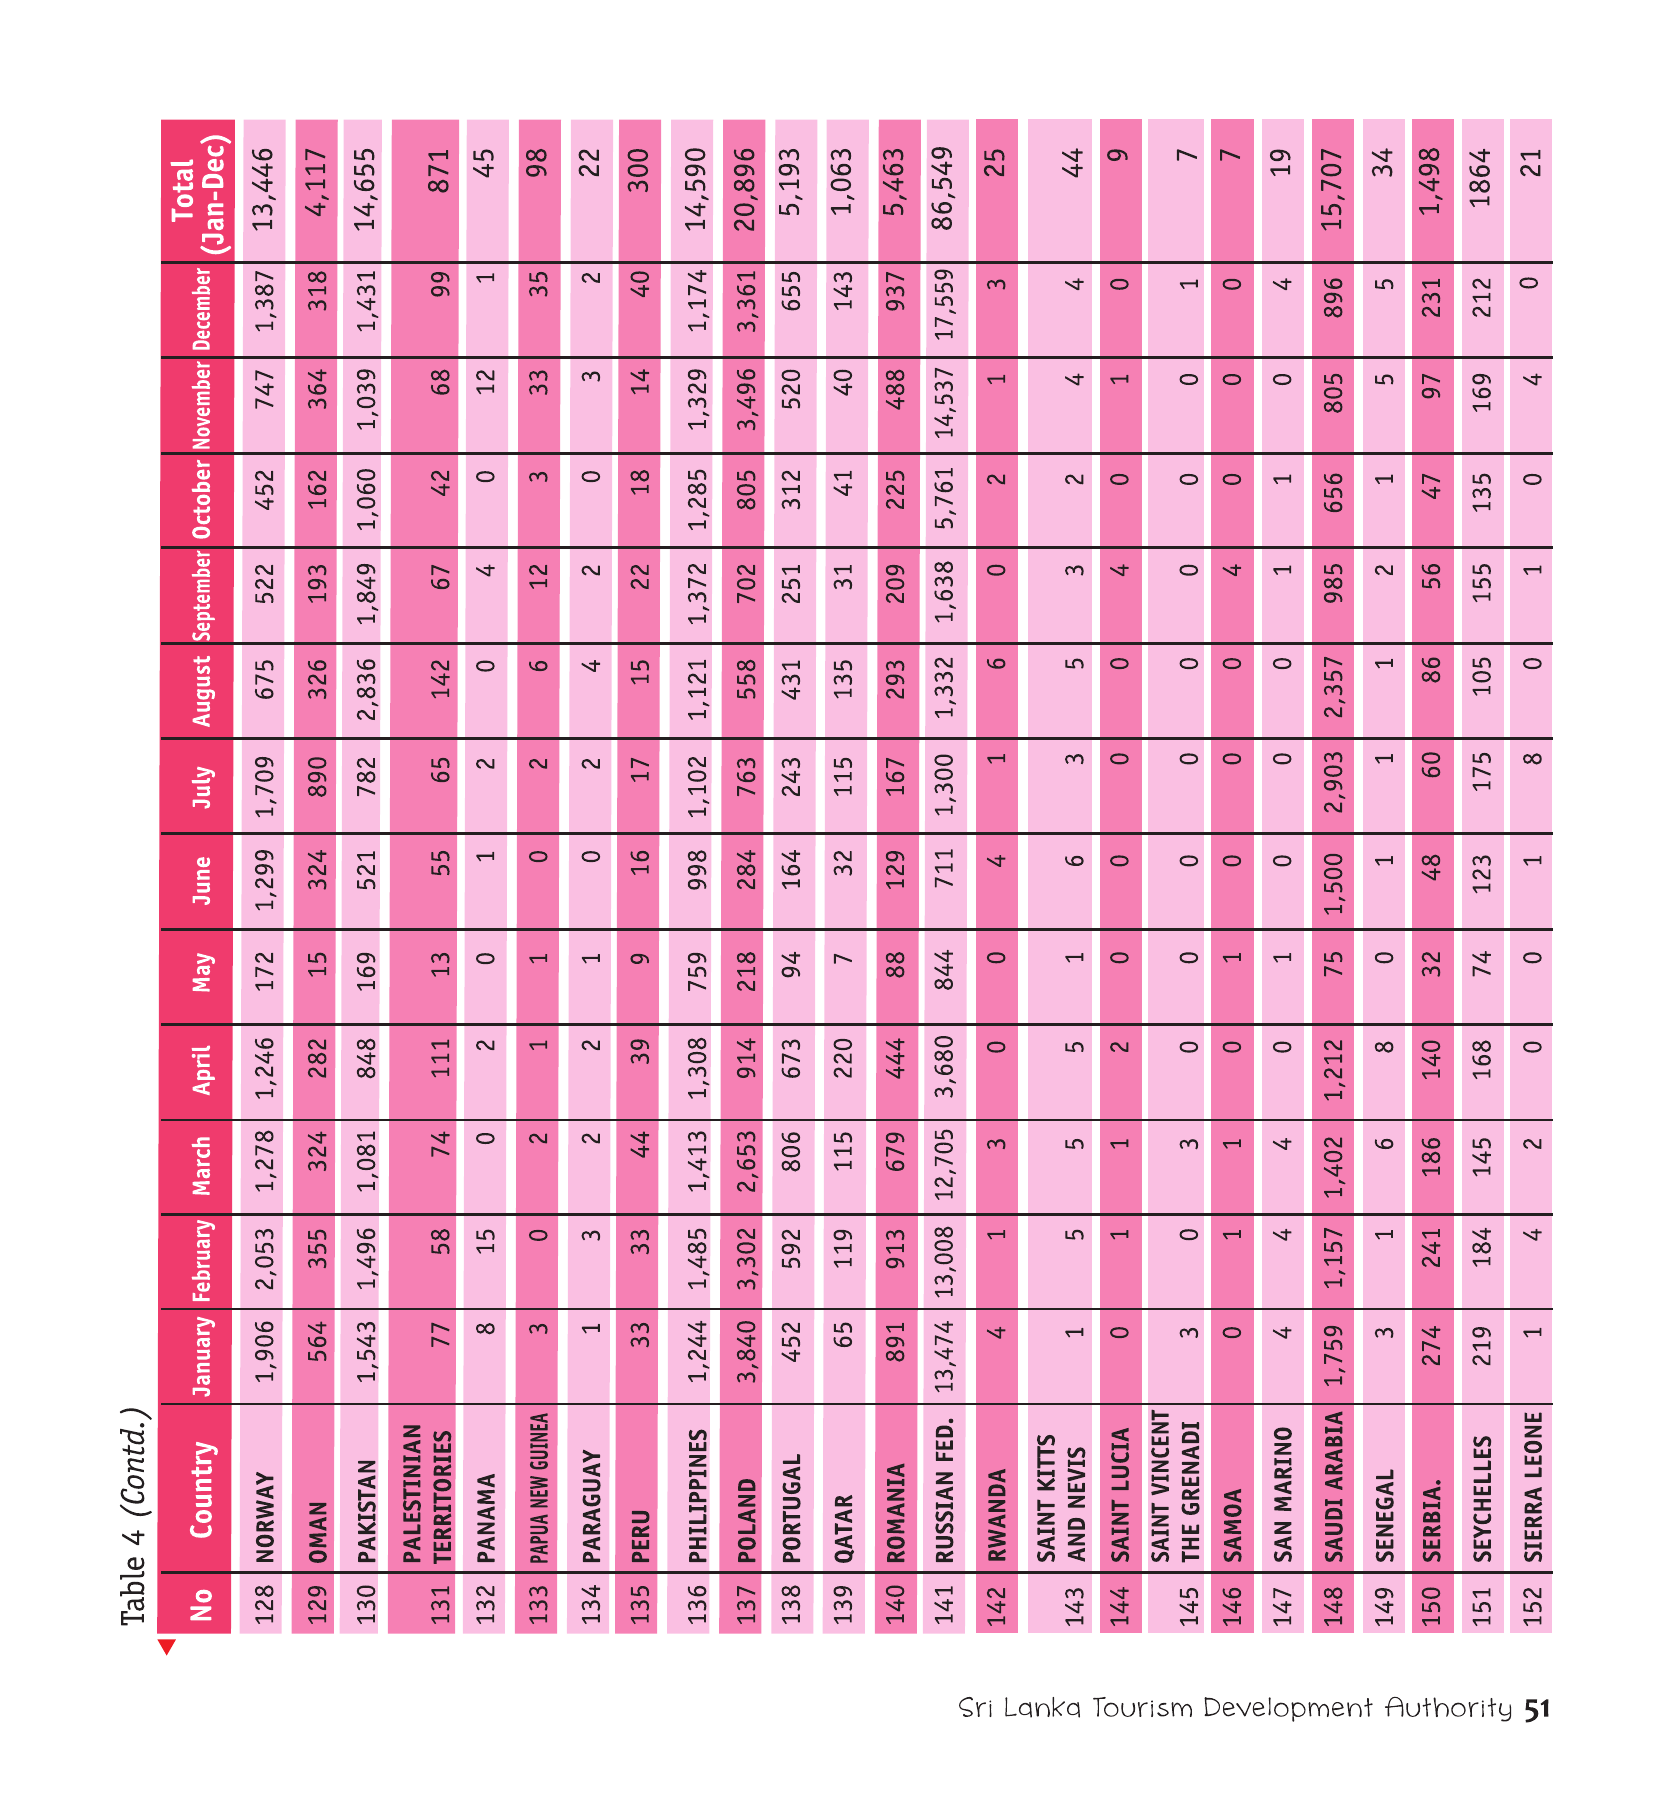 Table 4 (Contd.)
No Country January February March April May June July August September October November December Total
(Jan-Dec)
128 NORWAY 1,906 2,053 1,278 1,246 172 1,299 1,709 675 522 452 747 1,387 13,446
129 OMAN 564 355 324 282 15 324 890 326 193 162 364 318 4,117
130 PAKISTAN 1,543 1,496 1,081 848 169 521 782 2,836 1,849 1,060 1,039 1,431 14,655
PALESTINIAN
131 TERRITORIES 77 58 74 111 13 55 65 142 67 42 68 99 871
132 PANAMA 8 15 0 2 0 1 2 0 4 0 12 1 45
133 PAPUA NEW GUINEA 3 0 2 1 1 0 2 6 12 3 33 35 98
134 PARAGUAY 1 3 2 2 1 0 2 4 2 0 3 2 22
135 PERU 33 33 44 39 9 16 17 15 22 18 14 40 300
136 PHILIPPINES 1,244 1,485 1,413 1,308 759 998 1,102 1,121 1,372 1,285 1,329 1,174 14,590
137 POLAND 3,840 3,302 2,653 914 218 284 763 558 702 805 3,496 3,361 20,896
138 PORTUGAL 452 592 806 673 94 164 243 431 251 312 520 655 5,193
139 QATAR 65 119 115 220 7 32 115 135 31 41 40 143 1,063
140 ROMANIA 891 913 679 444 88 129 167 293 209 225 488 937 5,463
141 RUSSIAN FED. 13,474 13,008 12,705 3,680 844 711 1,300 1,332 1,638 5,761 14,537 17,559 86,549
142 RWANDA 4 1 3 0 0 4 1 6 0 2 1 3 25
SAINT KITTS
143 AND NEVIS 1 5 5 5 1 6 3 5 3 2 4 4 44
144 SAINT LUCIA 0 1 1 2 0 0 0 0 4 0 1 0 9
SAINT VINCENT
145 THE GRENADI 3 0 3 0 0 0 0 0 0 0 0 1 7
146 SAMOA 0 1 1 0 1 0 0 0 4 0 0 0 7
147 SAN MARINO 4 4 4 0 1 0 0 0 1 1 0 4 19
148 SAUDI ARABIA 1,759 1,157 1,402 1,212 75 1,500 2,903 2,357 985 656 805 896 15,707
149 SENEGAL 3 1 6 8 0 1 1 1 2 1 5 5 34
150 SERBIA. 274 241 186 140 32 48 60 86 56 47 97 231 1,498
151 SEYCHELLES 219 184 145 168 74 123 175 105 155 135 169 212 1864
152 SIERRA LEONE 1 4 2 0 0 1 8 0 1 0 4 0 21
Sri Lanka Tourism Development Authority 51